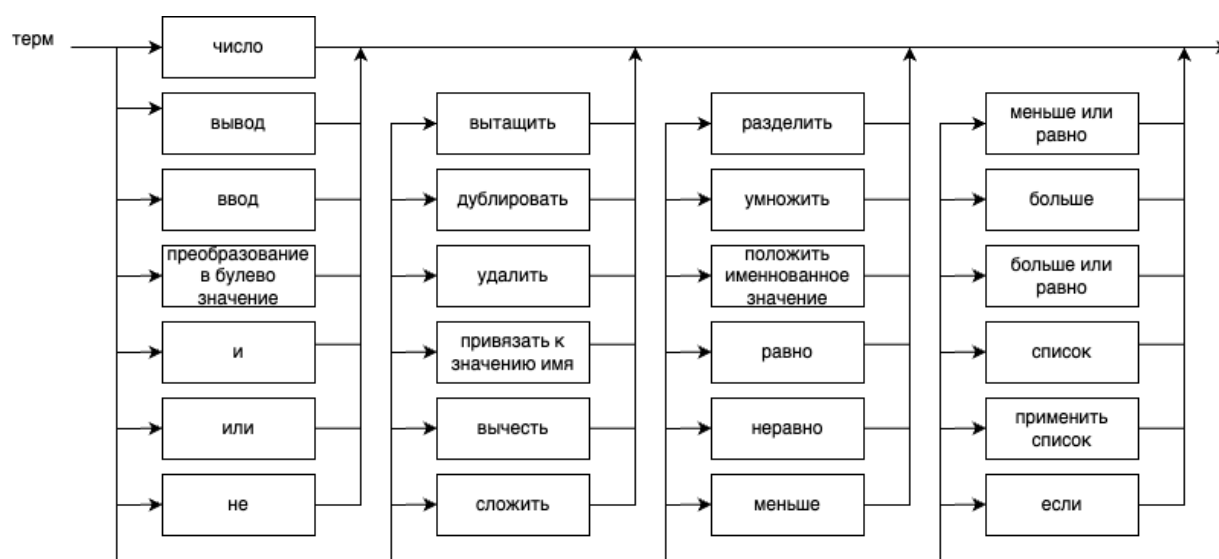 терм
число
вывод
ввод
преобразование
в булево
значение
и
или
не
вытащить
дублировать
удалить
привязать к
значению имя
вычесть
сложить
разделить
умножить
положить
именнованное
значение
равно
неравно
меньше
меньше или
равно
больше
больше или
равно
список
применить
список
если